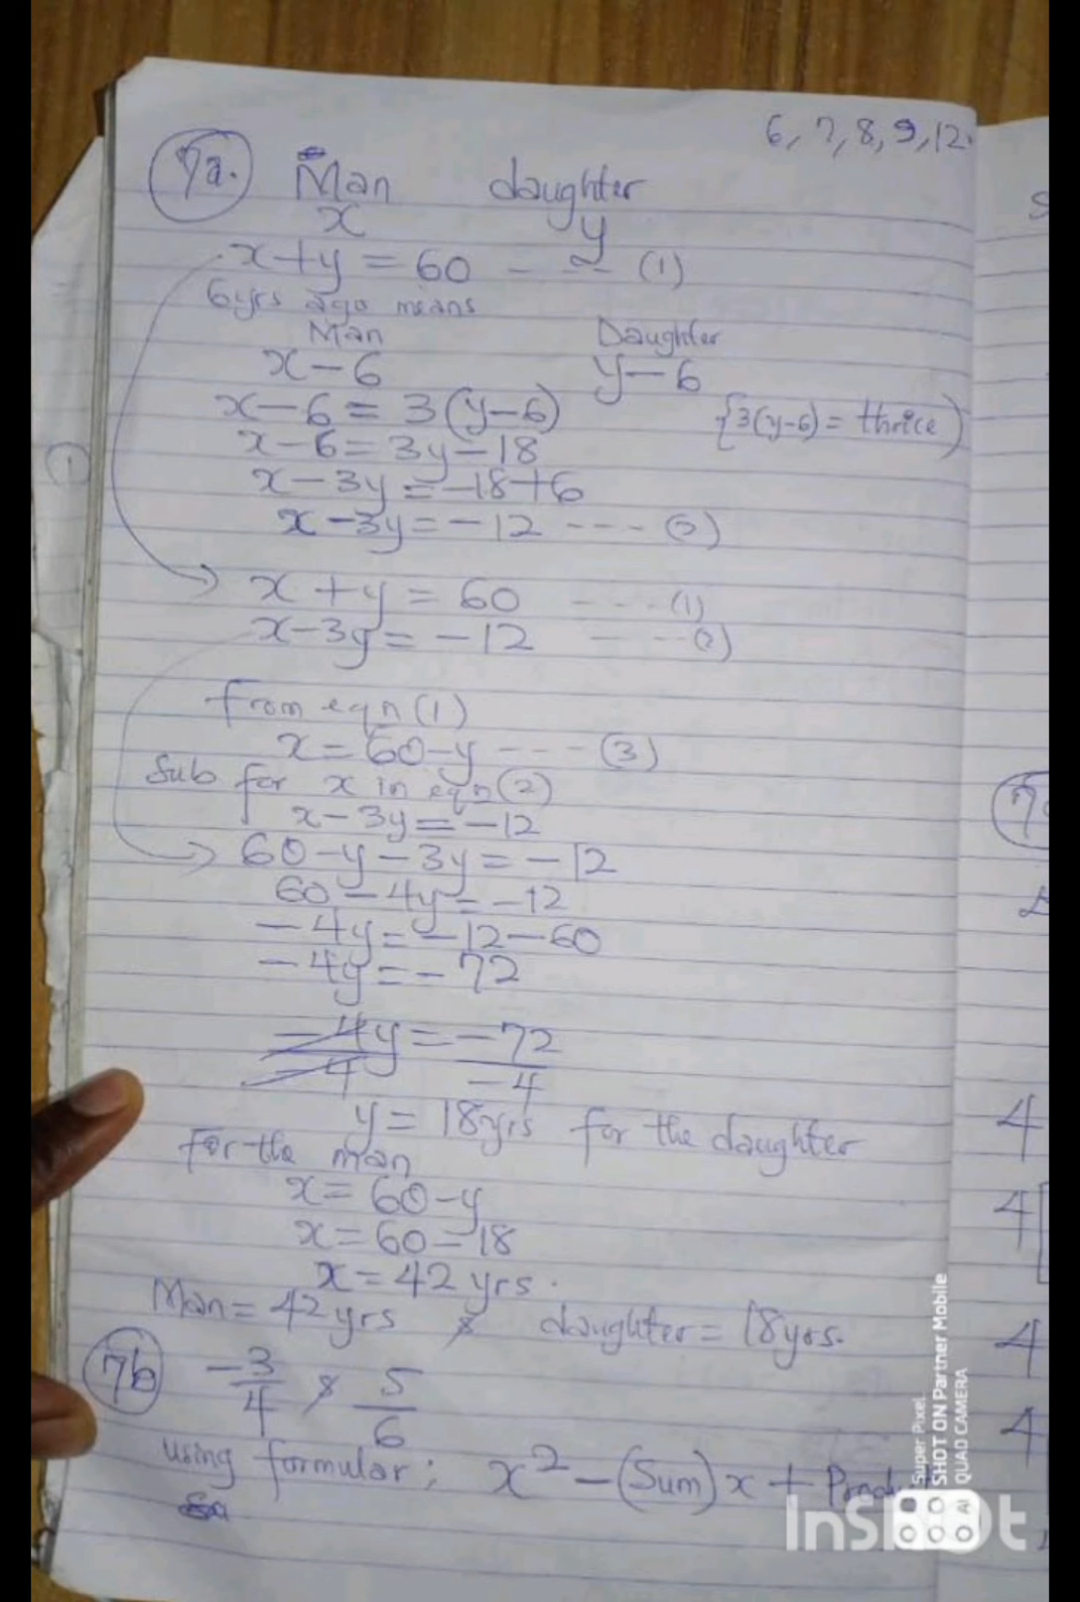 6, 7, 8, 9, 12.
7a. Man daughter
x y
x+y = 60 - - - (1)
6yrs ago means
Man Daughter
x-6 y-6
x-6 = 3(y-6) {3(y-6) = thrice)
x-6 = 3y-18
x-3y = -18+6
x-3y = -12 - - - - (2)
x + y = 60 - - - - (1)
x-3y = -12 - - - - (2)
From eqn (1)
x = 60-y - - - - (3)
Sub for x in eqn (2)
x-3y = -12
60-y-3y = -12
60-4y = -12
-4y = -12-60
-4y = -72
-4y = -72
-4 -4
y = 18yrs for the daughter
For the man
x = 60-y
x = 60-18
x = 42 yrs.
Man = 42 yrs & daughter = 18yrs.
7b -3/4 & 5/6
using formular; x² - (Sum)x +
Super Pixel
SHOT ON Partner Mobile
AI QUAD CAMERA
InShOt
1
7
4
4
4
4